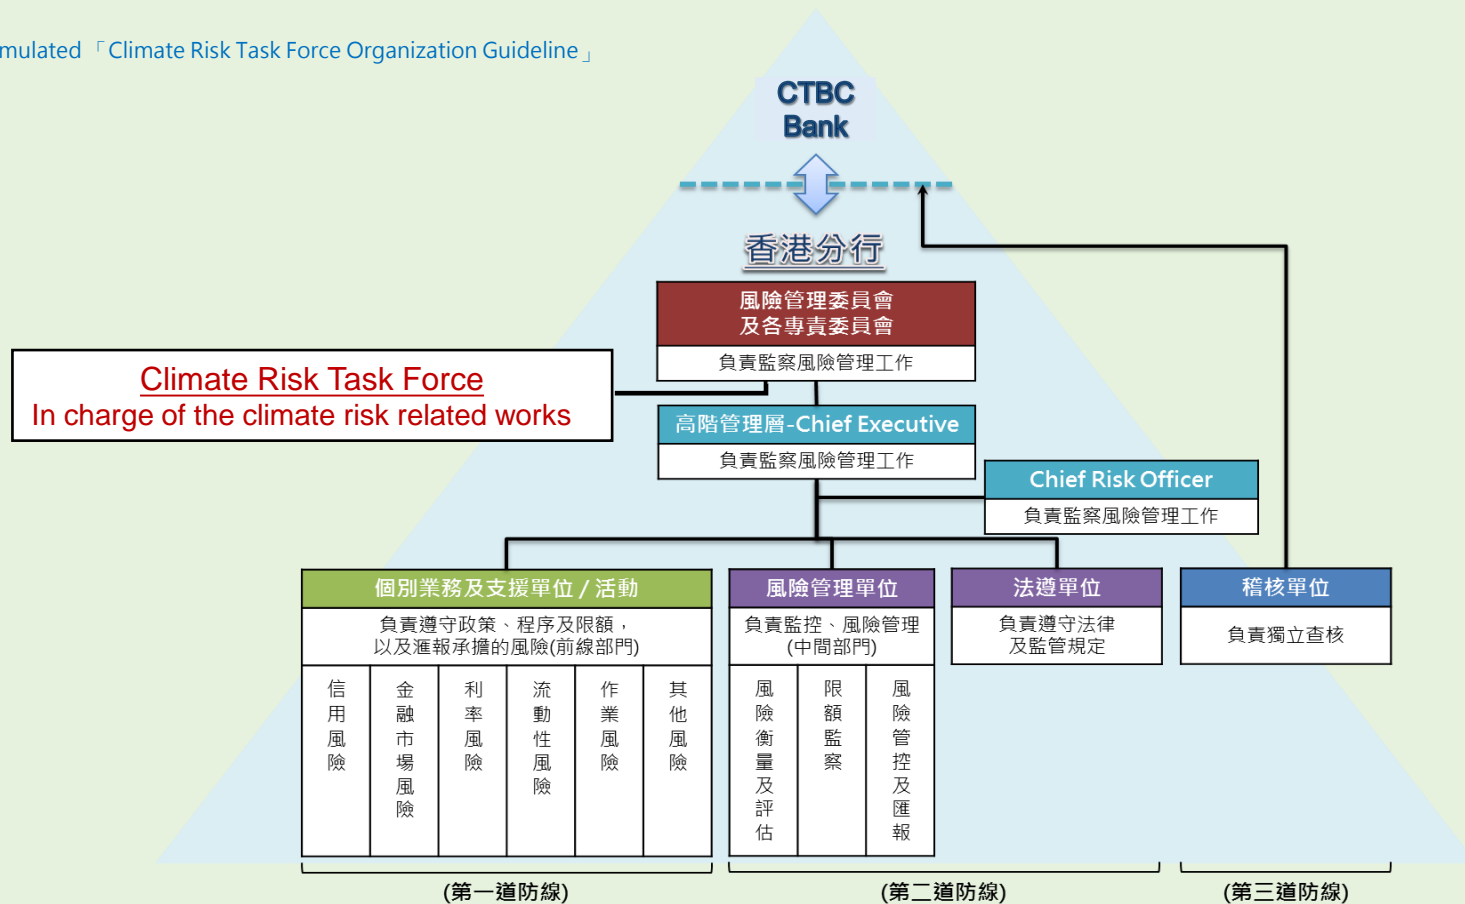 mulated 「Climate Risk Task Force Organization Guideline」
CTBC
Bank
香港分行
風險管理委員會
及各專責委員會
負責監察風險管理工作
Climate Risk Task Force
In charge of the climate risk related works
高階管理層-Chief Executive
負責監察風險管理工作
Chief Risk Officer
負責監察風險管理工作
個別業務及支援單位 / 活動
負責遵守政策、程序及限額，
以及滙報承擔的風險(前線部門)
信用風險
金融市場風險
利率風險
流動性風險
作業風險
其他風險
風險管理單位
負責監控、風險管理
(中間部門)
風險衡量及評估
限額監察
風險管控及匯報
法遵單位
負責遵守法律
及監管規定
稽核單位
負責獨立查核
(第一道防線)
(第二道防線)
(第三道防線)